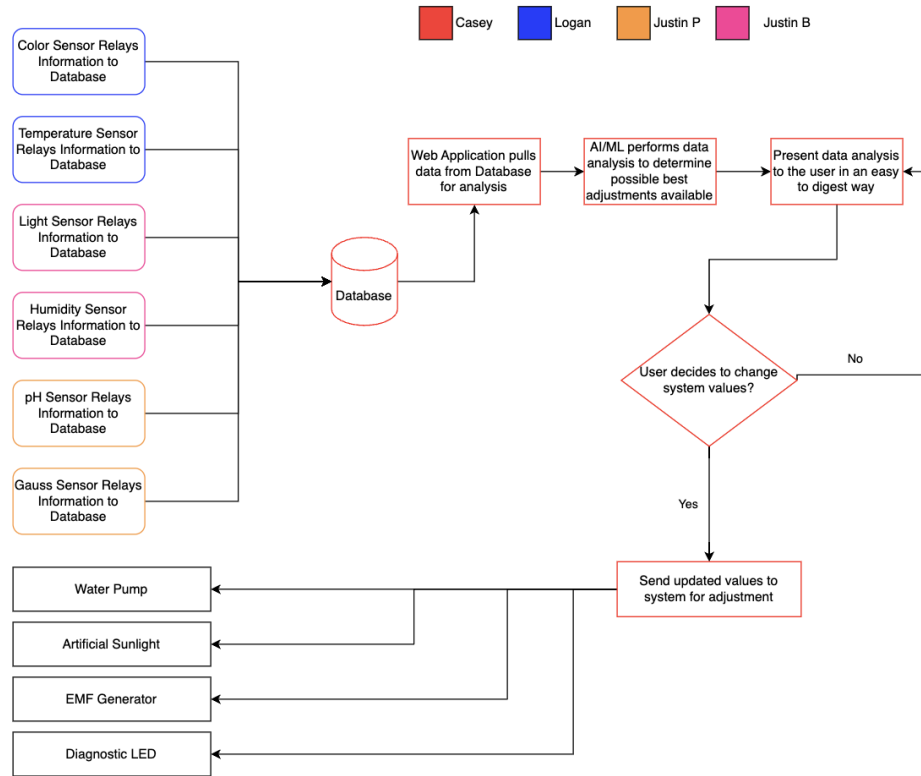 Casey
Logan
Justin P
Justin B
Color Sensor Relays
Information to
Database
Temperature Sensor
Relays Information to
Database
Light Sensor Relays
Information to
Database
Humidity Sensor
Relays Information to
Database
pH Sensor Relays
Information to
Database
Gauss Sensor Relays
Information to
Database
Database
Web Application pulls
data from Database
for analysis
AI/ML performs data
analysis to determine
possible best
adjustments available
Present data analysis
to the user in an easy
to digest way
User decides to change
system values?
No
Yes
Send updated values to
system for adjustment
Water Pump
Artificial Sunlight
EMF Generator
Diagnostic LED